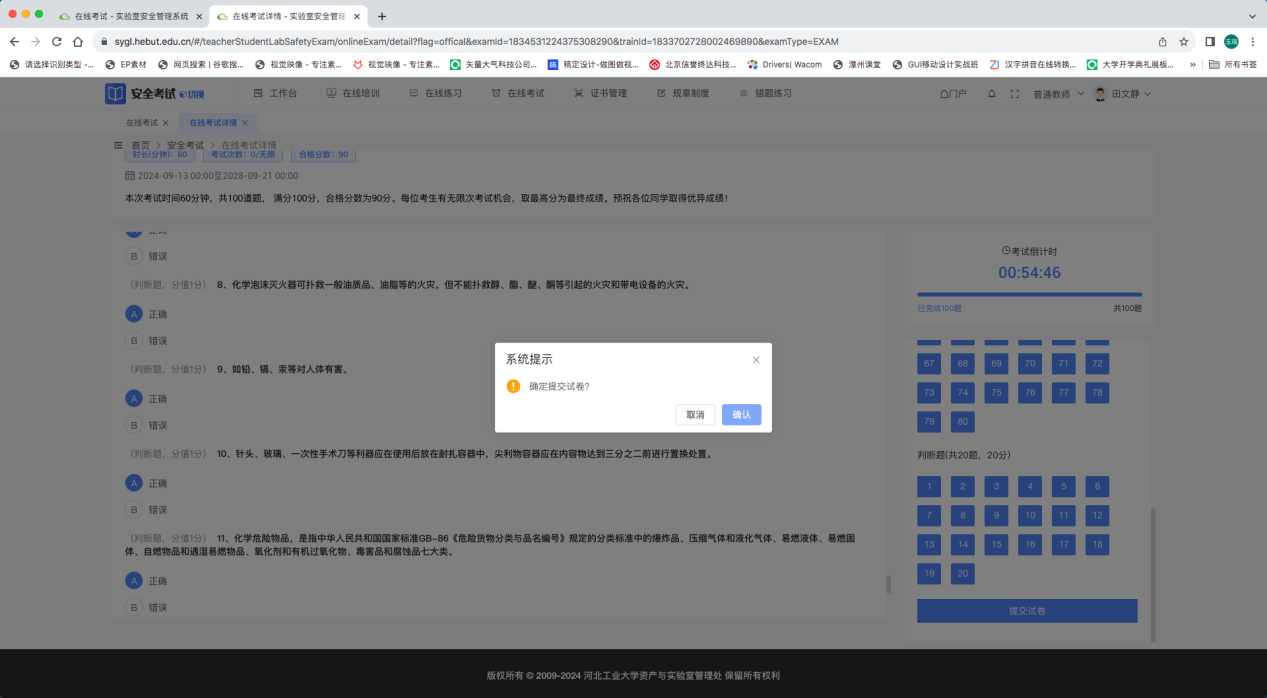 在线考试 - 实验室安全管理系统
在线考试详情 - 实验室安全管理
sygl.hebut.edu.cn/#/teacherStudentLabSafetyExam/onlineExam/detail?flag=offical&examId=1834531224375308290&trainId=1833702728002469890&examType=EXAM
请选择识别类型 -... EP素材 网页搜索 | 谷歌搜... 视觉映像 - 专注素... 视觉映像 - 专注素... 矢量大气科技公司... 稿定设计-做图做视... 北京信誉终达科技... Drivers| Wacom 漳州课堂 GUI移动设计实战班 汉字拼音在线转换... 大学开学典礼展板... » 所有书签
安全考试 切换 工作台 在线培训 在线练习 在线考试 证书管理 规章制度 错题练习 门户 普通教师 田文静
在线考试 在线考试详情
首页 > 安全考试 > 在线考试详情
时长(分钟): 60 考试次数: 0/无限 合格分数: 90
2024-09-13 00:00至2028-09-21 00:00
本次考试时间60分钟，共100道题， 满分100分，合格分数为90分。每位考生有无限次考试机会，取最高分为最终成绩。预祝各位同学取得优异成绩！
正确
B 错误
(判断题，分值1分) 8、化学泡沫灭火器可扑救一般油质品、油脂等的火灾，但不能扑救醇、酯、醚、酮等引起的火灾和带电设备的火灾。
A 正确
B 错误
(判断题，分值1分) 9、如铅、镉、汞等对人体有害。
A 正确
B 错误
(判断题，分值1分) 10、针头、玻璃、一次性手术刀等利器应在使用后放在耐扎容器中，尖利物容器应在内容物达到三分之二前进行置换处置。
A 正确
B 错误
(判断题，分值1分) 11、化学危险物品，是指中华人民共和国国家标准GB-86《危险货物分类与品名编号》规定的分类标准中的爆炸品、压缩气体和液化气体、易燃液体、易燃固
体、自燃物品和遇湿易燃物品、氧化剂和有机过氧化物、毒害品和腐蚀品七大类。
A 正确
B 错误
系统提示
确定提交试卷?
取消 确认
考试倒计时
00:54:46
已完成100题 共100题
67 68 69 70 71 72
73 74 75 76 77 78
79 80
判断题(共20题，20分)
1 2 3 4 5 6
7 8 9 10 11 12
13 14 15 16 17 18
19 20
提交试卷
版权所有 © 2009-2024 河北工业大学资产与实验室管理处 保留所有权利